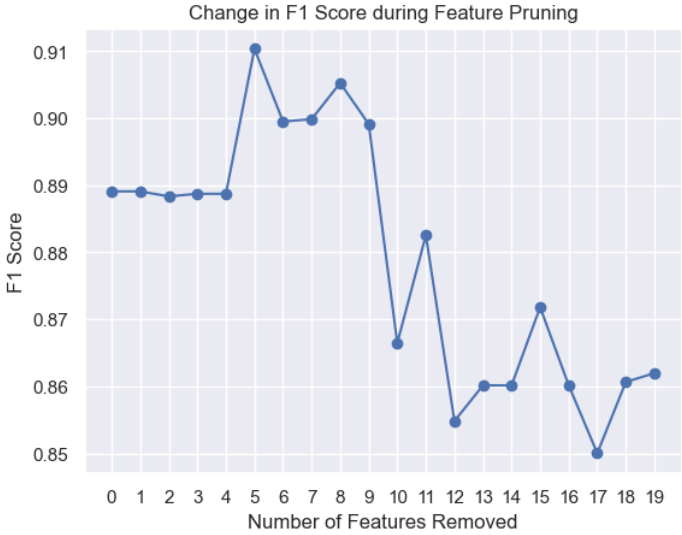 Change in F1 Score during Feature Pruning
0.91
0.90
0.89
0.88
0.87
0.86
0.85
F1 Score
0 1 2 3 4 5 6 7 8 9 10 11 12 13 14 15 16 17 18 19
Number of Features Removed